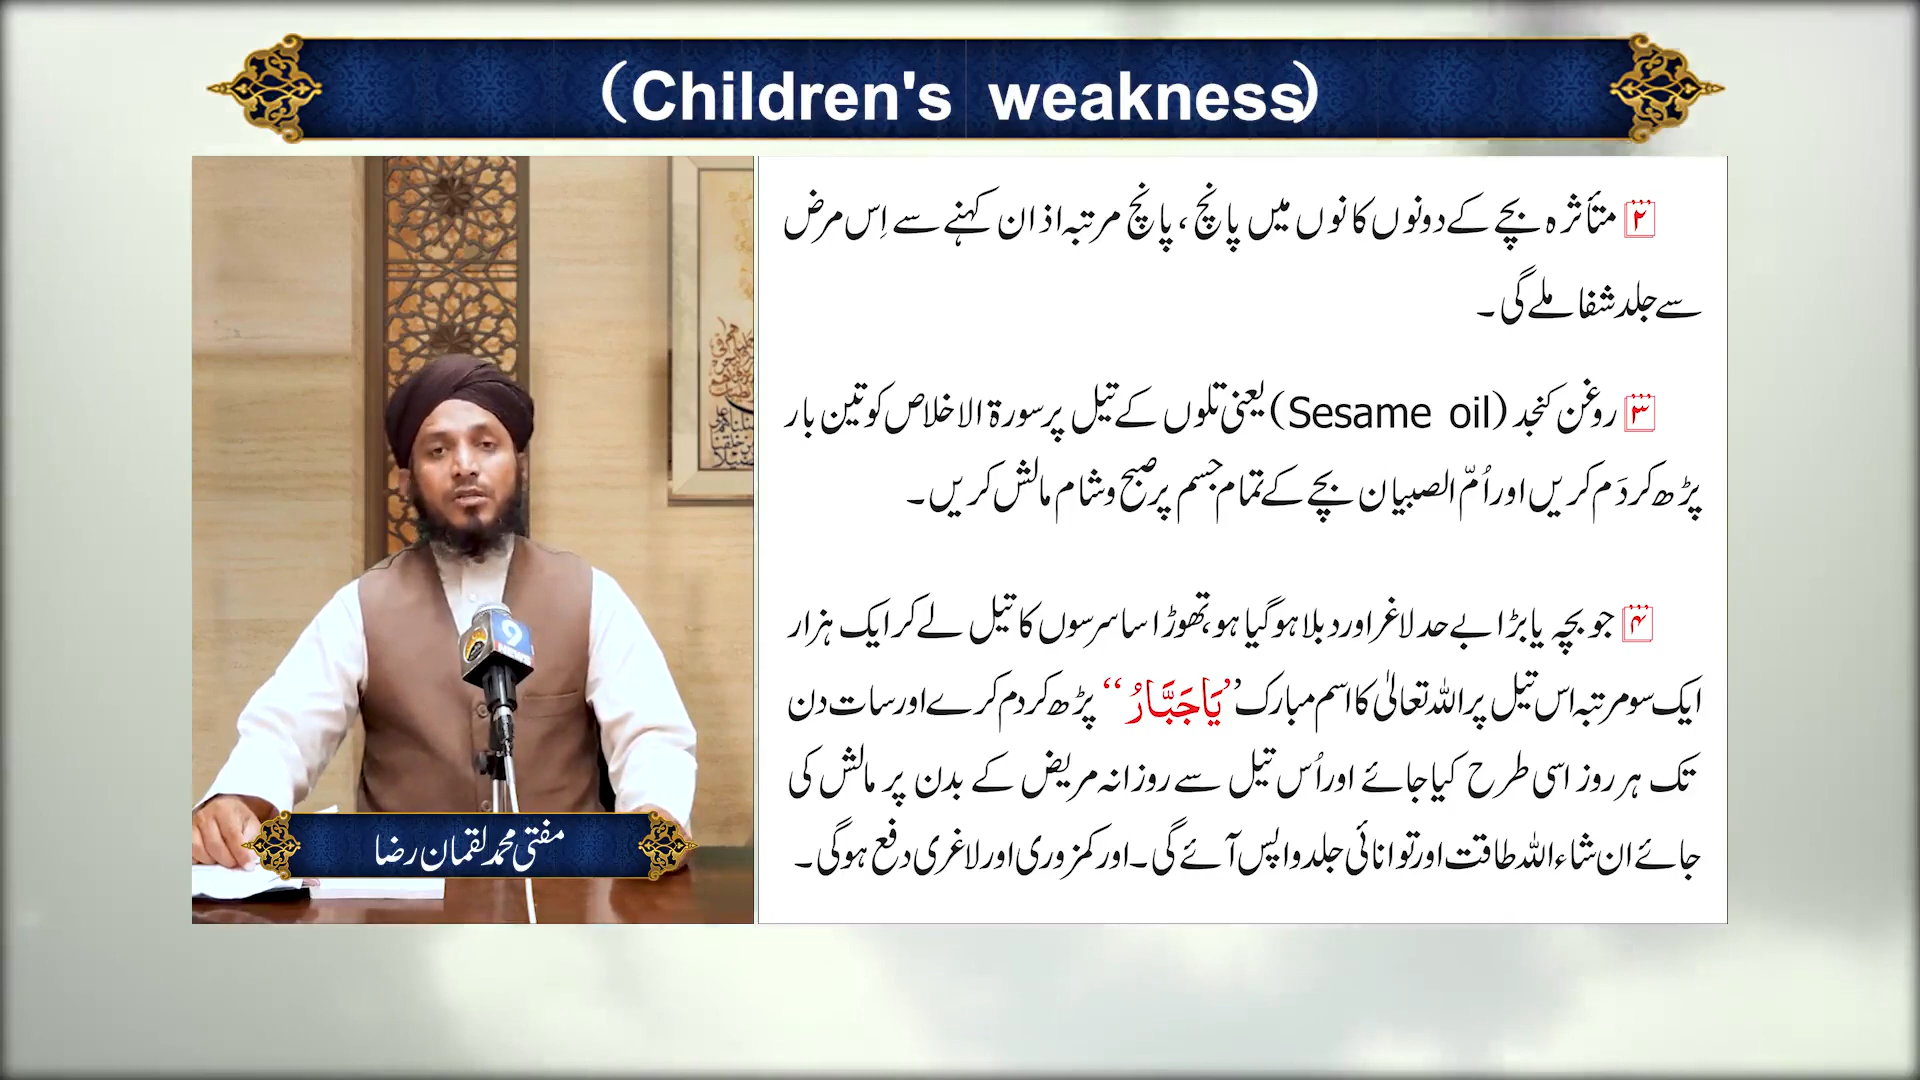 (Children's weakness)
۲ متأثرہ بچے کے دونوں کانوں میں پانچ، پانچ مرتبہ اذان کہنے سے اِس مرض
سے جلد شفا ملے گی۔
۳ روغن کنجد (Sesame oil) یعنی تلوں کے تیل پر سورۃ الاخلاص کو تین بار
پڑھ کر دَم کریں اور اُمّ الصبیان بچے کے تمام جسم پر صبح و شام مالش کریں۔
۴ جو بچہ یا بڑا بے حد لاغر اور دبلا ہو گیا ہو، تھوڑا سا سرسوں کا تیل لے کر ایک ہزار
ایک سو مرتبہ اس تیل پر اللہ تعالیٰ کا اسم مبارک ’’یَا جَبَّارُ‘‘ پڑھ کر دم کرے اور سات دن
تک ہر روز اسی طرح کیا جائے اور اُس تیل سے روزانہ مریض کے بدن پر مالش کی
جائے ان شاء اللہ طاقت اور توانائی جلد واپس آئے گی۔ اور کمزوری اور لاغری دفع ہو گی۔
9
NEWS
مفتی محمد لقمان رضا